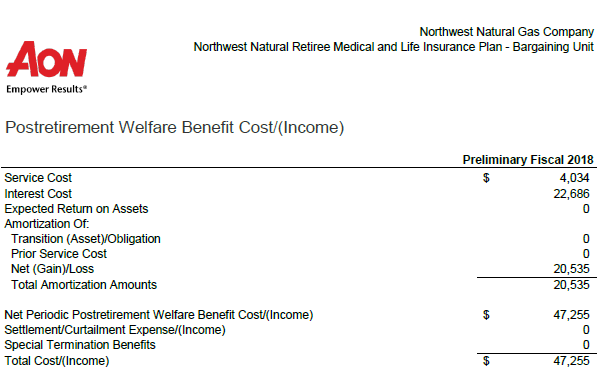 Northwest Natural Gas Company
Northwest Natural Retiree Medical and Life Insurance Plan - Bargaining Unit
AON
Empower Results®
Postretirement Welfare Benefit Cost/(Income)
Preliminary Fiscal 2018
Service Cost $ 4,034
Interest Cost 22,686
Expected Return on Assets 0
Amortization Of:
Transition (Asset)/Obligation 0
Prior Service Cost 0
Net (Gain)/Loss 20,535
Total Amortization Amounts 20,535
Net Periodic Postretirement Welfare Benefit Cost/(Income) $ 47,255
Settlement/Curtailment Expense/(Income) 0
Special Termination Benefits 0
Total Cost/(Income) $ 47,255